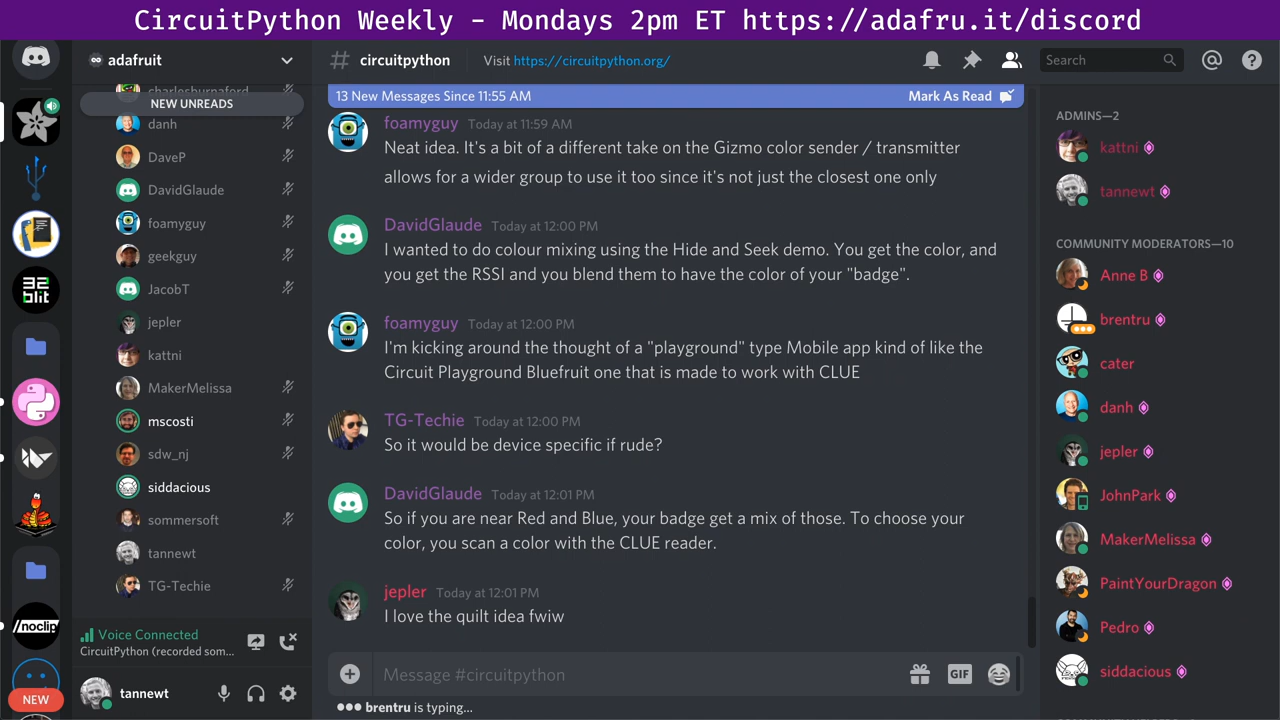 CircuitPython Weekly - Mondays 2pm ET https://adafru.it/discord
adafruit
# circuitpython
Visit https://circuitpython.org/
Search
charlesburnaford
NEW UNREADS
danh
DaveP
DavidGlaude
foamyguy
geekguy
JacobT
jepler
kattni
MakerMelissa
mscosti
sdw_nj
siddacious
sommersoft
tannewt
TG-Techie
Voice Connected
CircuitPython (recorded som...
tannewt
32
blit
/noclip
NEW
13 New Messages Since 11:55 AM
Mark As Read
foamyguy Today at 11:59 AM
Neat idea. It's a bit of a different take on the Gizmo color sender / transmitter
allows for a wider group to use it too since it's not just the closest one only
DavidGlaude Today at 12:00 PM
I wanted to do colour mixing using the Hide and Seek demo. You get the color, and
you get the RSSI and you blend them to have the color of your "badge".
foamyguy Today at 12:00 PM
I'm kicking around the thought of a "playground" type Mobile app kind of like the
Circuit Playground Bluefruit one that is made to work with CLUE
TG-Techie Today at 12:00 PM
So it would be device specific if rude?
DavidGlaude Today at 12:01 PM
So if you are near Red and Blue, your badge get a mix of those. To choose your
color, you scan a color with the CLUE reader.
jepler Today at 12:01 PM
I love the quilt idea fwiw
Message #circuitpython
GIF
brentru is typing...
ADMINS—2
kattni
tannewt
COMMUNITY MODERATORS—10
Anne B
brentru
cater
danh
jepler
JohnPark
MakerMelissa
PaintYourDragon
Pedro
siddacious